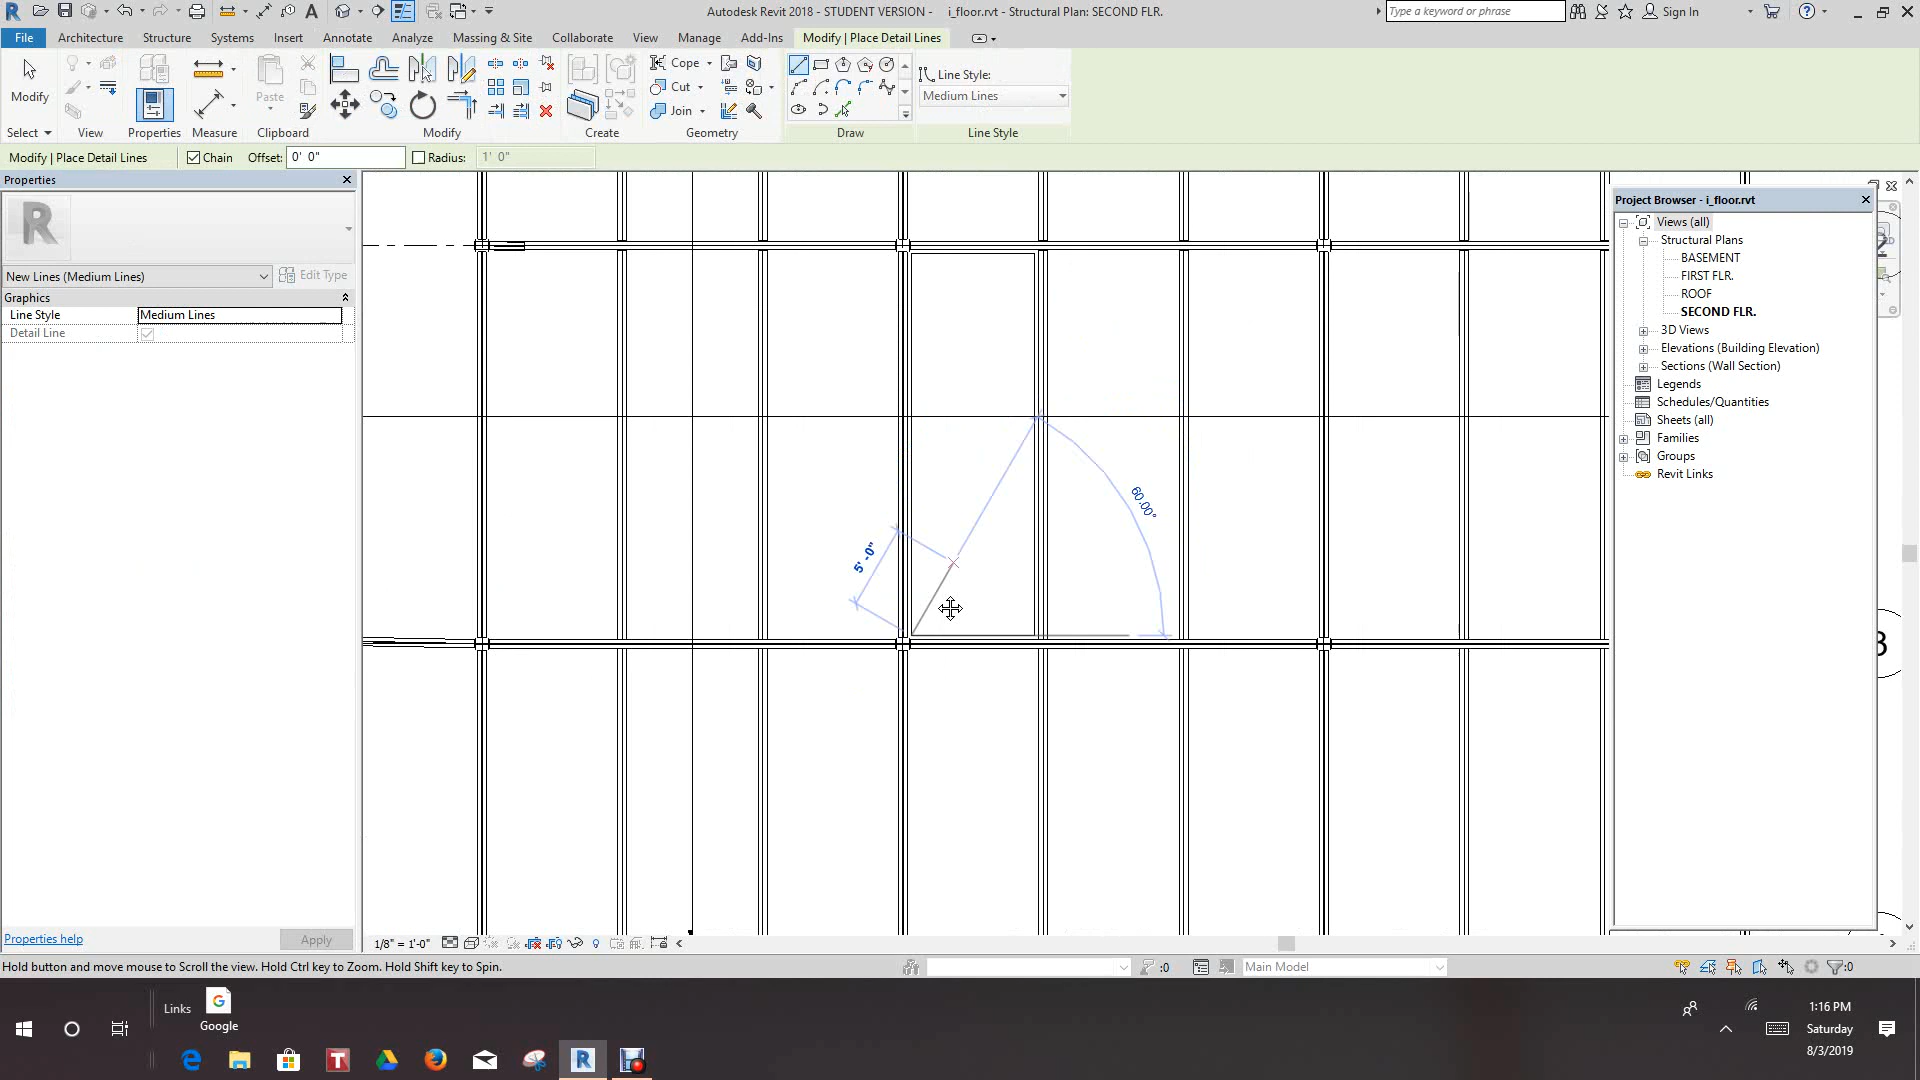 Autodesk Revit 2018 - STUDENT VERSION -    i_floor.rvt - Structural Plan: SECOND FLR.
Type a keyword or phrase
Sign In
File Architecture Structure Systems Insert Annotate Analyze Massing & Site Collaborate View Manage Add-Ins Modify | Place Detail Lines
Modify
Paste
Cope
Cut
Join
Line Style:
Medium Lines
Select View Properties Measure Clipboard Modify Create Geometry Draw Line Style
Modify | Place Detail Lines
Chain
Offset: 0' 0"
Radius: 1' 0"
Properties
R
New Lines (Medium Lines)
Edit Type
Graphics
Line Style Medium Lines
Detail Line
Properties help
Apply
60.00°
5' -0"
B
Project Browser - i_floor.rvt
Views (all)
Structural Plans
BASEMENT
FIRST FLR.
ROOF
SECOND FLR.
3D Views
Elevations (Building Elevation)
Sections (Wall Section)
Legends
Schedules/Quantities
Sheets (all)
Families
Groups
Revit Links
1/8" = 1'-0"
Hold button and move mouse to Scroll the view. Hold Ctrl key to Zoom. Hold Shift key to Spin.
:0
Main Model
:0
Links
Google
1:16 PM
Saturday
8/3/2019